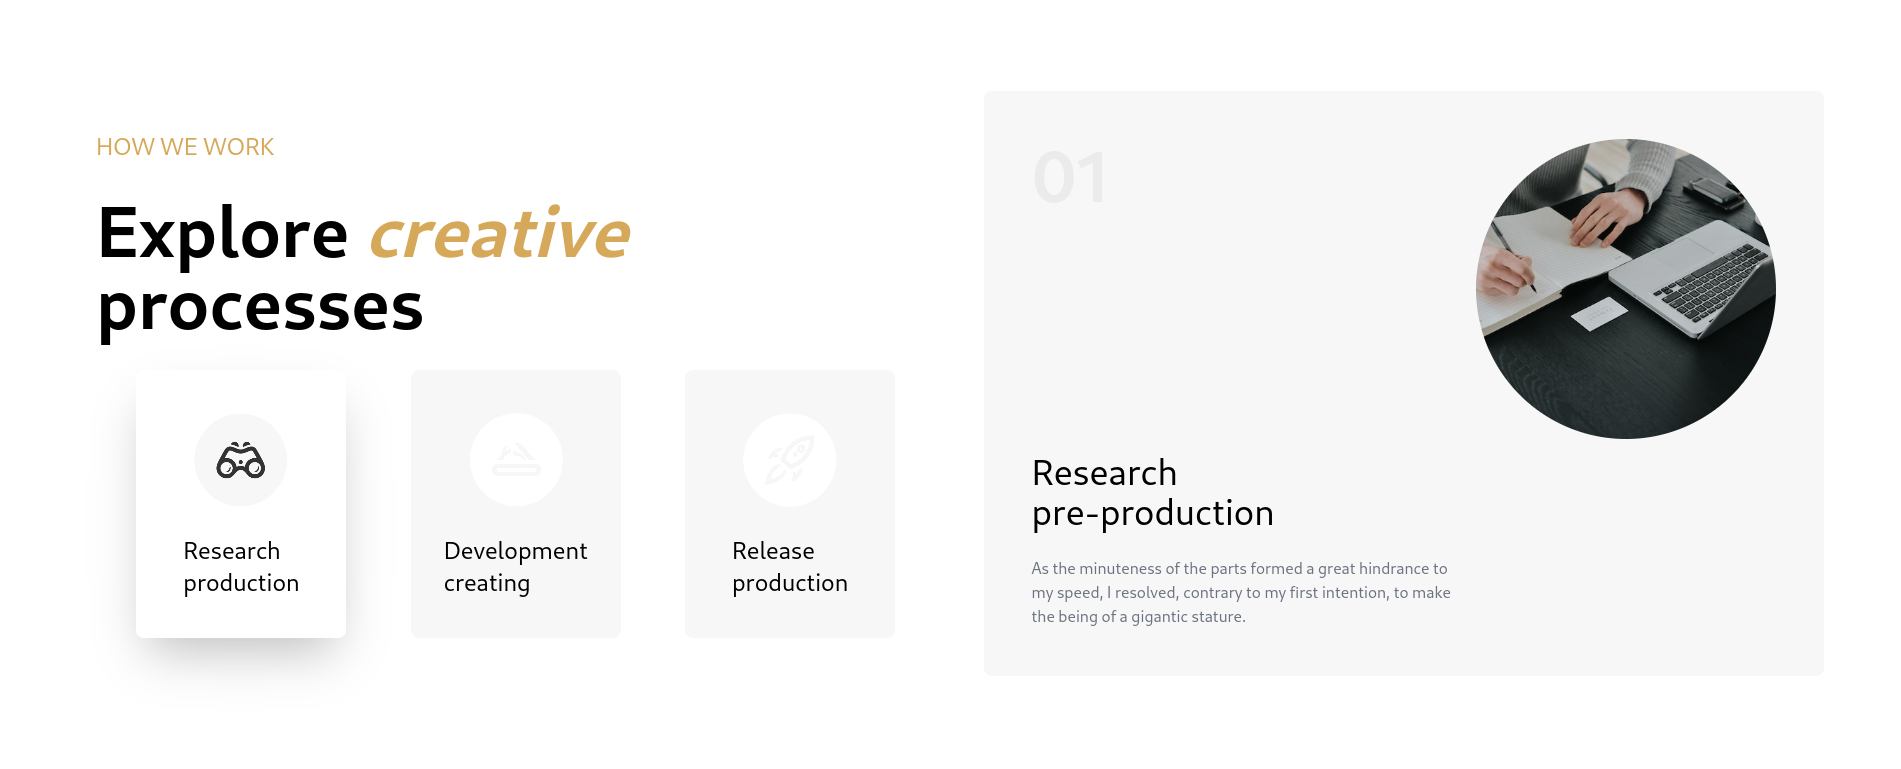 HOW WE WORK
Explore creative
processes
Research
production
Development
creating
Release
production
01
Research
pre-production
As the minuteness of the parts formed a great hindrance to
my speed, I resolved, contrary to my first intention, to make
the being of a gigantic stature.